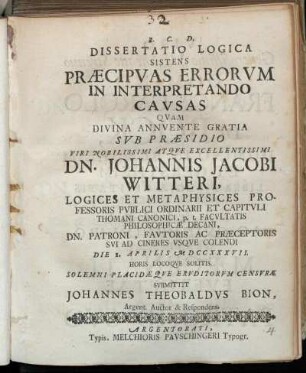 32
B. C. D.
DISSERTATIO LOGICA
SISTENS
PRÆCIPVAS ERRORVM
IN INTERPRETANDO
CAVSAS
QVAM
DIVINA ANNVENTE GRATIA
SVB PRÆSIDIO
VIRI NOBILISSIMI ATQVE EXCELLENTISSIMI
DN. JOHANNIS JACOBI
WITTERI,
LOGICES ET METAPHYSICES PRO-
FESSORIS PVBLICI ORDINARII ET CAPITVLI
THOMANI CANONICI, p. t. FACVLTATIS
PHILOSOPHICÆ DECANI,
DN. PATRONI, FAVTORIS AC PRÆCEPTORIS
SVI AD CINERES VSQVE COLENDI
DIE 2. APRILIS MDCCXXXVII.
HORIS LOCOQVE SOLITIS.
SOLEMNI PLACIDÆQVE ERVDITORVM CENSVRÆ
SVBMITTIT
JOHANNES THEOBALDVS BION,
Argent. Auctor & Respondens.
ARGENTORATI,
Typis. MELCHIORIS PAVSCHINGERI Typogr.